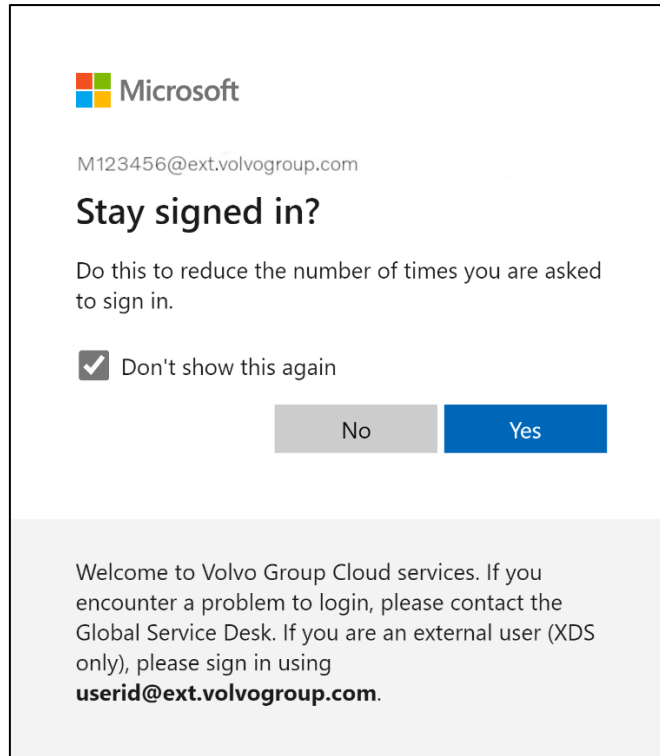 Microsoft
M123456@ext.volvogroup.com
Stay signed in?
Do this to reduce the number of times you are asked
to sign in.
Don't show this again
No
Yes
Welcome to Volvo Group Cloud services. If you
encounter a problem to login, please contact the
Global Service Desk. If you are an external user (XDS
only), please sign in using
userid@ext.volvogroup.com.